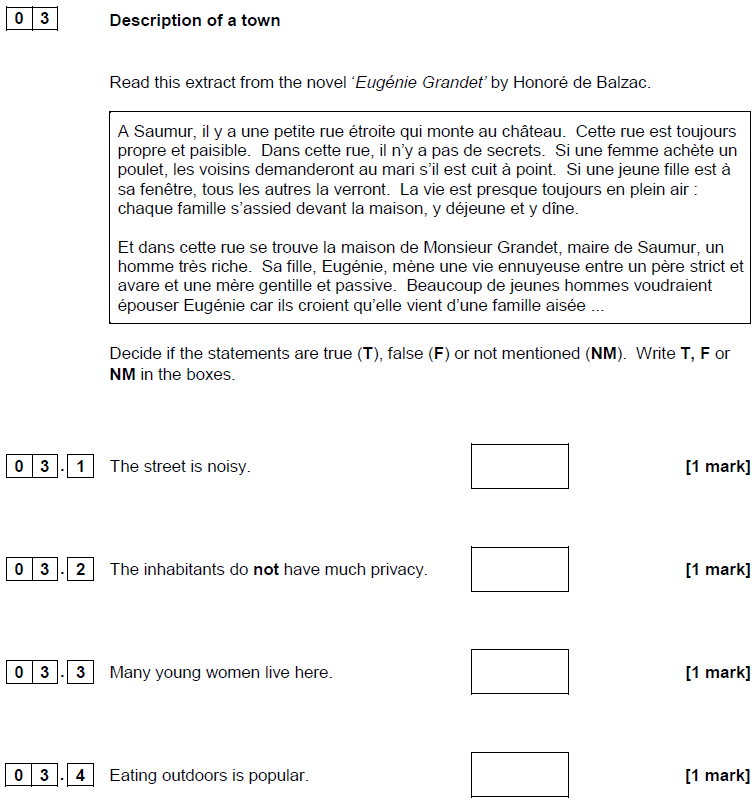 0 3 Description of a town
Read this extract from the novel ‘Eugénie Grandet’ by Honoré de Balzac.
A Saumur, il y a une petite rue étroite qui monte au château. Cette rue est toujours
propre et paisible. Dans cette rue, il n’y a pas de secrets. Si une femme achète un
poulet, les voisins demanderont au mari s’il est cuit à point. Si une jeune fille est à
sa fenêtre, tous les autres la verront. La vie est presque toujours en plein air :
chaque famille s’assied devant la maison, y déjeune et y dîne.
Et dans cette rue se trouve la maison de Monsieur Grandet, maire de Saumur, un
homme très riche. Sa fille, Eugénie, mène une vie ennuyeuse entre un père strict et
avare et une mère gentille et passive. Beaucoup de jeunes hommes voudraient
épouser Eugénie car ils croient qu’elle vient d’une famille aisée ...
Decide if the statements are true (T), false (F) or not mentioned (NM). Write T, F or
NM in the boxes.
0 3 . 1 The street is noisy. [1 mark]
0 3 . 2 The inhabitants do not have much privacy. [1 mark]
0 3 . 3 Many young women live here. [1 mark]
0 3 . 4 Eating outdoors is popular. [1 mark]